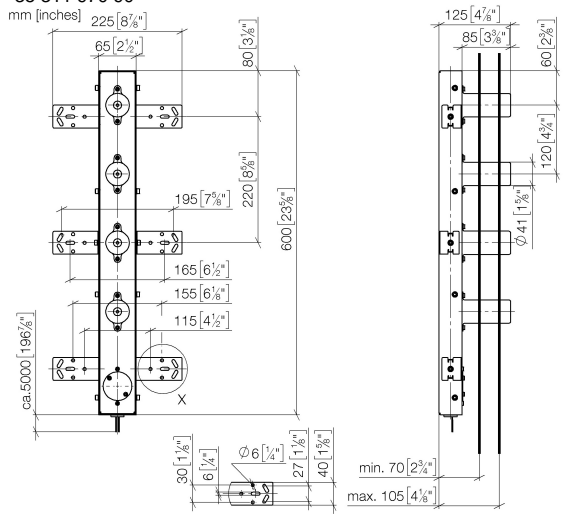 mm [inches]
225 [8⅞"]
65 [2½"]
80 [3⅛"]
220 [8⅝"]
600 [23⅝"]
195 [7⅝"]
165 [6½"]
155 [6⅛"]
115 [4½"]
ca.5000 [196⅞"]
X
125 [4⅞"]
85 [3⅜"]
60 [2⅜"]
120 [4¾"]
Ø 41 [1⅝"]
min. 70 [2¾"]
max. 105 [4⅛"]
30 [1⅛"]
6 [¼"]
Ø 6 [¼"]
27 [1⅛"]
40 [1⅝"]